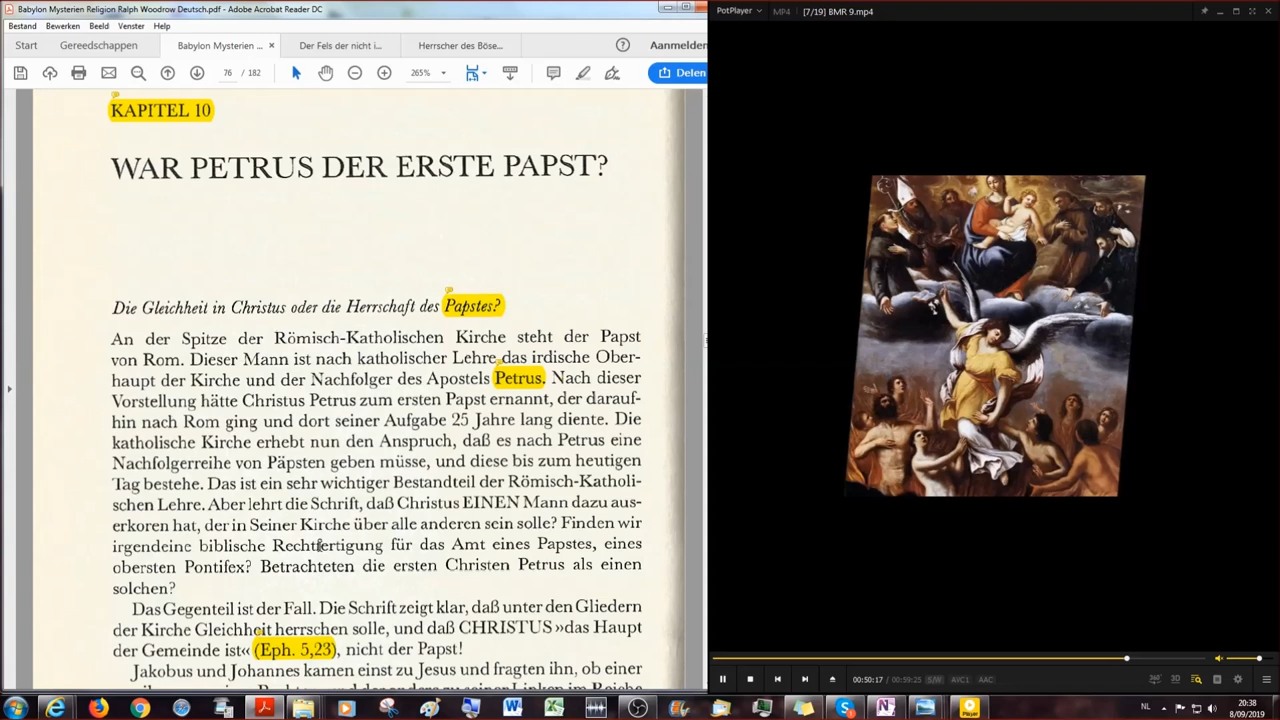 Babylon Mysterien Religion Ralph Woodrow Deutsch.pdf - Adobe Acrobat Reader DC
Bestand Bewerken Beeld Venster Help
Start Gereedschappen Babylon Mysterien ... × Der Fels der nicht i... Herrscher des Böse... Anmelden
76 / 182 265% Delen
KAPITEL 10
WAR PETRUS DER ERSTE PAPST?
Die Gleichheit in Christus oder die Herrschaft des Papstes?
An der Spitze der Römisch-Katholischen Kirche steht der Papst
von Rom. Dieser Mann ist nach katholischer Lehre das irdische Ober-
haupt der Kirche und der Nachfolger des Apostels Petrus. Nach dieser
Vorstellung hätte Christus Petrus zum ersten Papst ernannt, der darauf-
hin nach Rom ging und dort seiner Aufgabe 25 Jahre lang diente. Die
katholische Kirche erhebt nun den Anspruch, daß es nach Petrus eine
Nachfolgerreihe von Päpsten geben müsse, und diese bis zum heutigen
Tag bestehe. Das ist ein sehr wichtiger Bestandteil der Römisch-Katholi-
schen Lehre. Aber lehrt die Schrift, daß Christus EINEN Mann dazu aus-
erkoren hat, der in Seiner Kirche über alle anderen sein solle? Finden wir
irgendeine biblische Rechtfertigung für das Amt eines Papstes, eines
obersten Pontifex? Betrachteten die ersten Christen Petrus als einen
solchen?
Das Gegenteil ist der Fall. Die Schrift zeigt klar, daß unter den Gliedern
der Kirche Gleichheit herrschen solle, und daß CHRISTUS »das Haupt
der Gemeinde ist« (Eph. 5,23), nicht der Papst!
Jakobus und Johannes kamen einst zu Jesus und fragten ihn, ob einer
PotPlayer MP4 [7/19] BMR 9.mp4
00:50:17 / 00:59:25 S/W AVC1 AAC
360° 3D
NL 20:38
8/09/2019